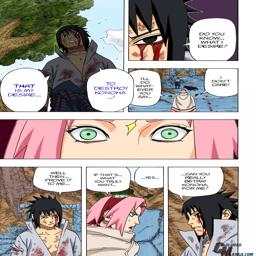 DO YOU
KNOW...
WHAT I
DESIRE?
I
DON'T
CARE!
I'LL
DO
WHAT
EVER
YOU
SAY...
TO
DESTROY
KONOHA
...
THAT IS
MY
DESIRE...
...CAN YOU
REALLY
BETRAY
KONOHA,
FOR ME?
...YES...
IF THAT'S...
WHAT
YOU TRULY
WANT...
WELL
THEN...
PROVE IT
TO ME...